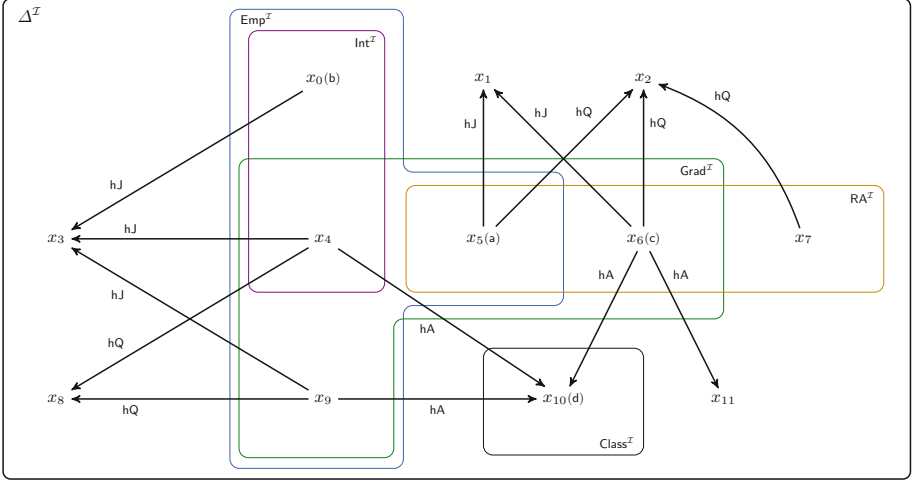 Δ^ℐ
Emp^ℐ
Int^ℐ
x₀(b)
x₁
x₂
hJ
hJ
hQ
hQ
hQ
Grad^ℐ
RA^ℐ
hJ
hJ
x₃
x₄
x₅(a)
x₆(c)
x₇
hJ
hA
hA
hQ
hA
x₈
hQ
x₉
hA
x₁₀(d)
x₁₁
Class^ℐ